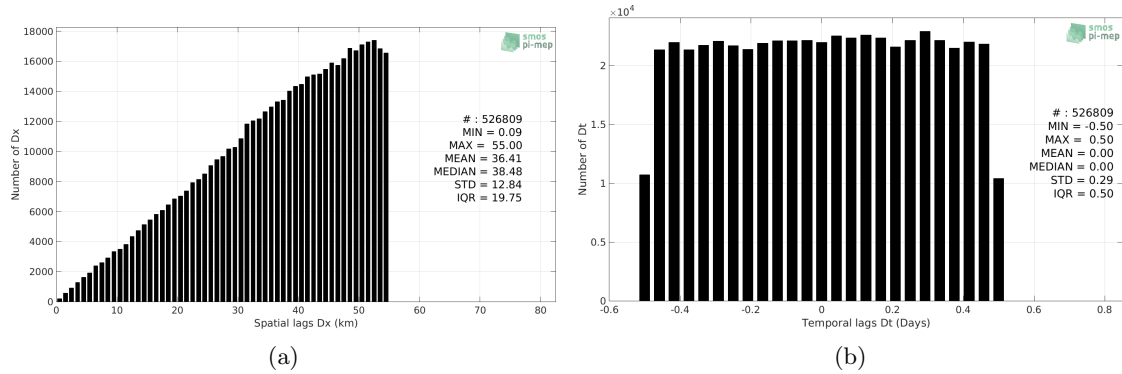 18000
16000
14000
12000
10000
8000
6000
4000
2000
0
Number of Dx
0 10 20 30 40 50 60 70 80
Spatial lags Dx (km)
smos
pi-mep
# : 526809
MIN = 0.09
MAX = 55.00
MEAN = 36.41
MEDIAN = 38.48
STD = 12.84
IQR = 19.75
(a)
×10⁴
2
1.5
1
0.5
0
Number of Dt
-0.6 -0.4 -0.2 0 0.2 0.4 0.6 0.8
Temporal lags Dt (Days)
smos
pi-mep
# : 526809
MIN = -0.50
MAX = 0.50
MEAN = 0.00
MEDIAN = 0.00
STD = 0.29
IQR = 0.50
(b)